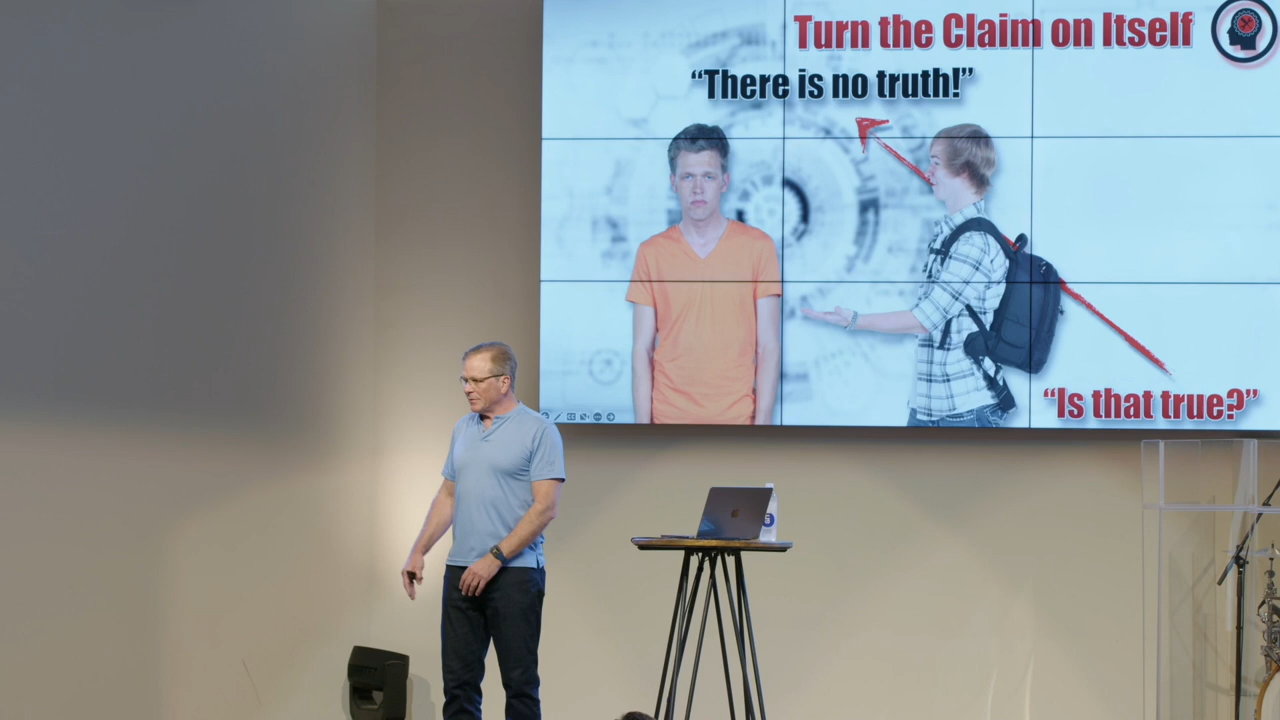 Turn the Claim on Itself
“There is no truth!”
“Is that true?”